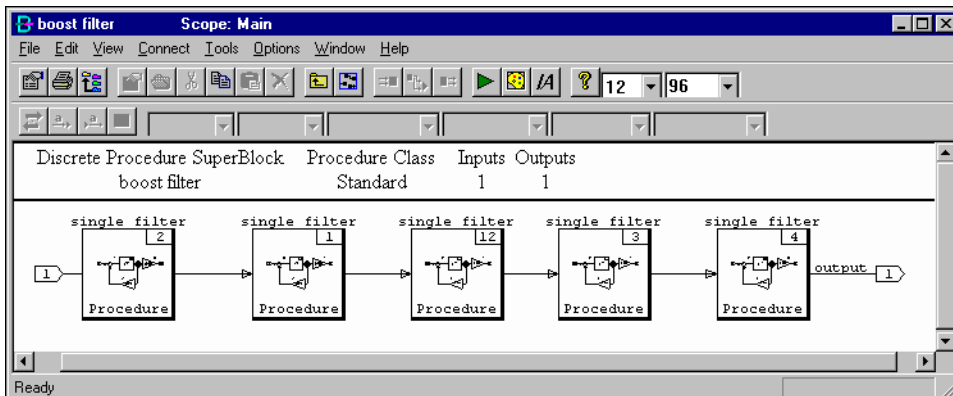 boost filter Scope: Main
File Edit View Connect Tools Options Window Help
12 96
Discrete Procedure SuperBlock Procedure Class Inputs Outputs
boost filter Standard 1 1
single filter single filter single filter single filter single filter
2 1 12 3 4
1 output 1
Procedure Procedure Procedure Procedure Procedure
Ready